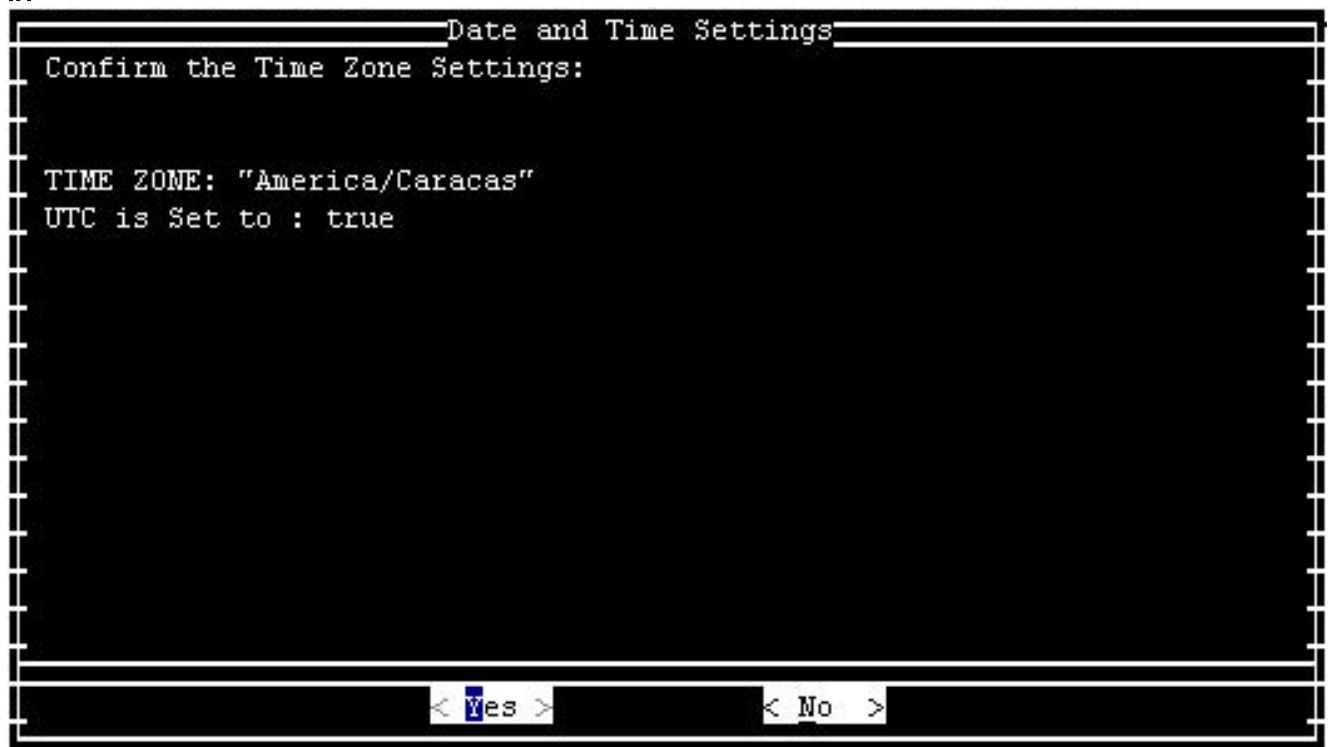 Date and Time Settings
Confirm the Time Zone Settings:
TIME ZONE: "America/Caracas"
UTC is Set to : true
< Yes > < No >